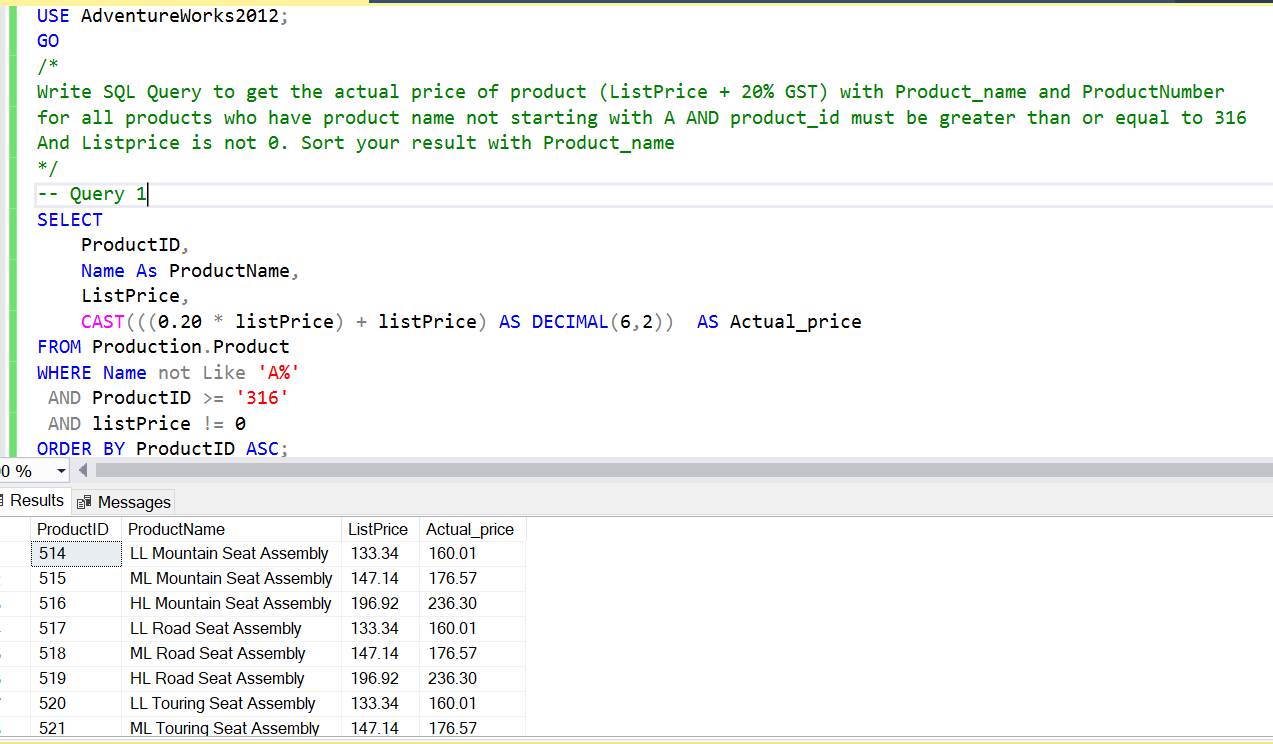 USE AdventureWorks2012;
GO
/*
Write SQL Query to get the actual price of product (ListPrice + 20% GST) with Product_name and ProductNumber
for all products who have product name not starting with A AND product_id must be greater than or equal to 316
And Listprice is not 0. Sort your result with Product_name
*/
-- Query 1
SELECT
    ProductID,
    Name As ProductName,
    ListPrice,
    CAST(((0.20 * listPrice) + listPrice) AS DECIMAL(6,2))  AS Actual_price
FROM Production.Product
WHERE Name not Like 'A%'
 AND ProductID >= '316'
 AND listPrice != 0
ORDER BY ProductID ASC;
0 %
Results Messages
ProductID ProductName ListPrice Actual_price
514 LL Mountain Seat Assembly 133.34 160.01
515 ML Mountain Seat Assembly 147.14 176.57
516 HL Mountain Seat Assembly 196.92 236.30
517 LL Road Seat Assembly 133.34 160.01
518 ML Road Seat Assembly 147.14 176.57
519 HL Road Seat Assembly 196.92 236.30
520 LL Touring Seat Assembly 133.34 160.01
521 ML Touring Seat Assembly 147.14 176.57